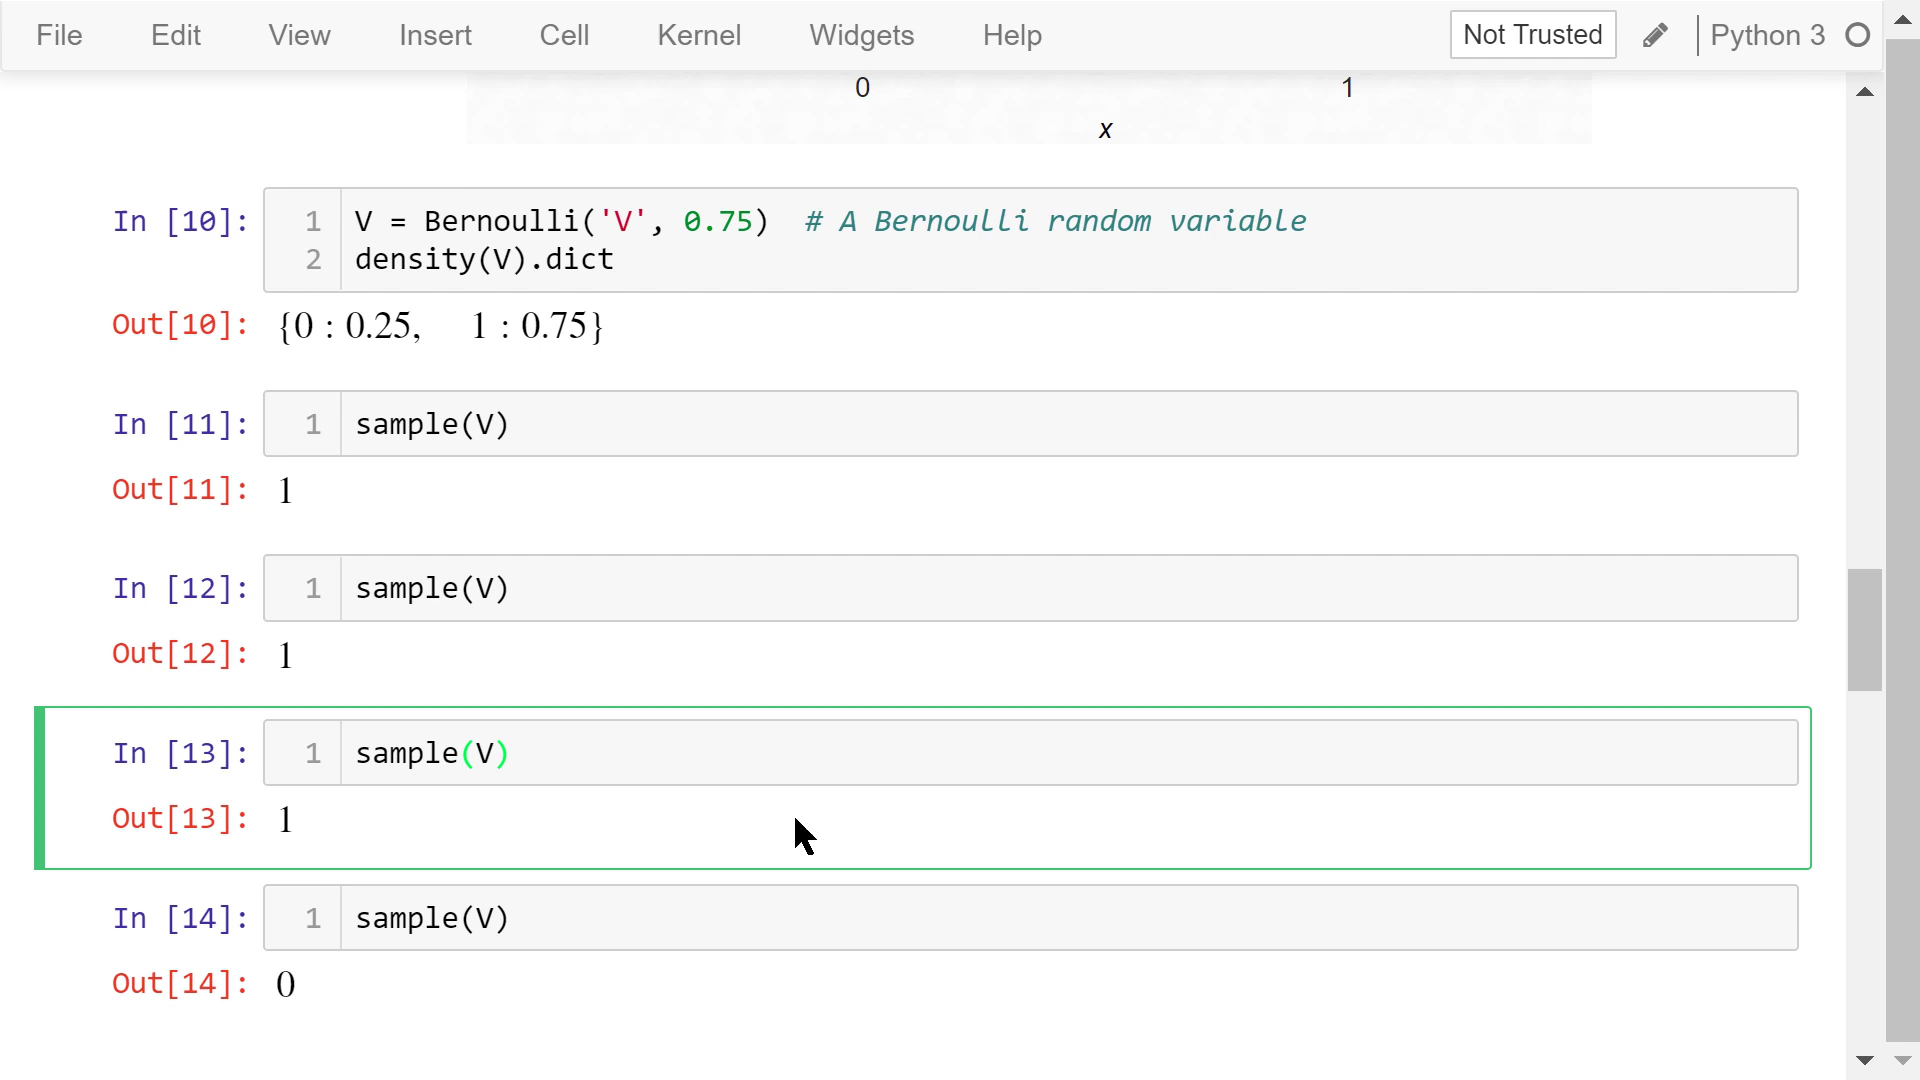 File Edit View Insert Cell Kernel Widgets Help Not Trusted Python 3
0 1
x
In [10]: 1 V = Bernoulli('V', 0.75)  # A Bernoulli random variable
2 density(V).dict
Out[10]: {0 : 0.25, 1 : 0.75}
In [11]: 1 sample(V)
Out[11]: 1
In [12]: 1 sample(V)
Out[12]: 1
In [13]: 1 sample(V)
Out[13]: 1
In [14]: 1 sample(V)
Out[14]: 0